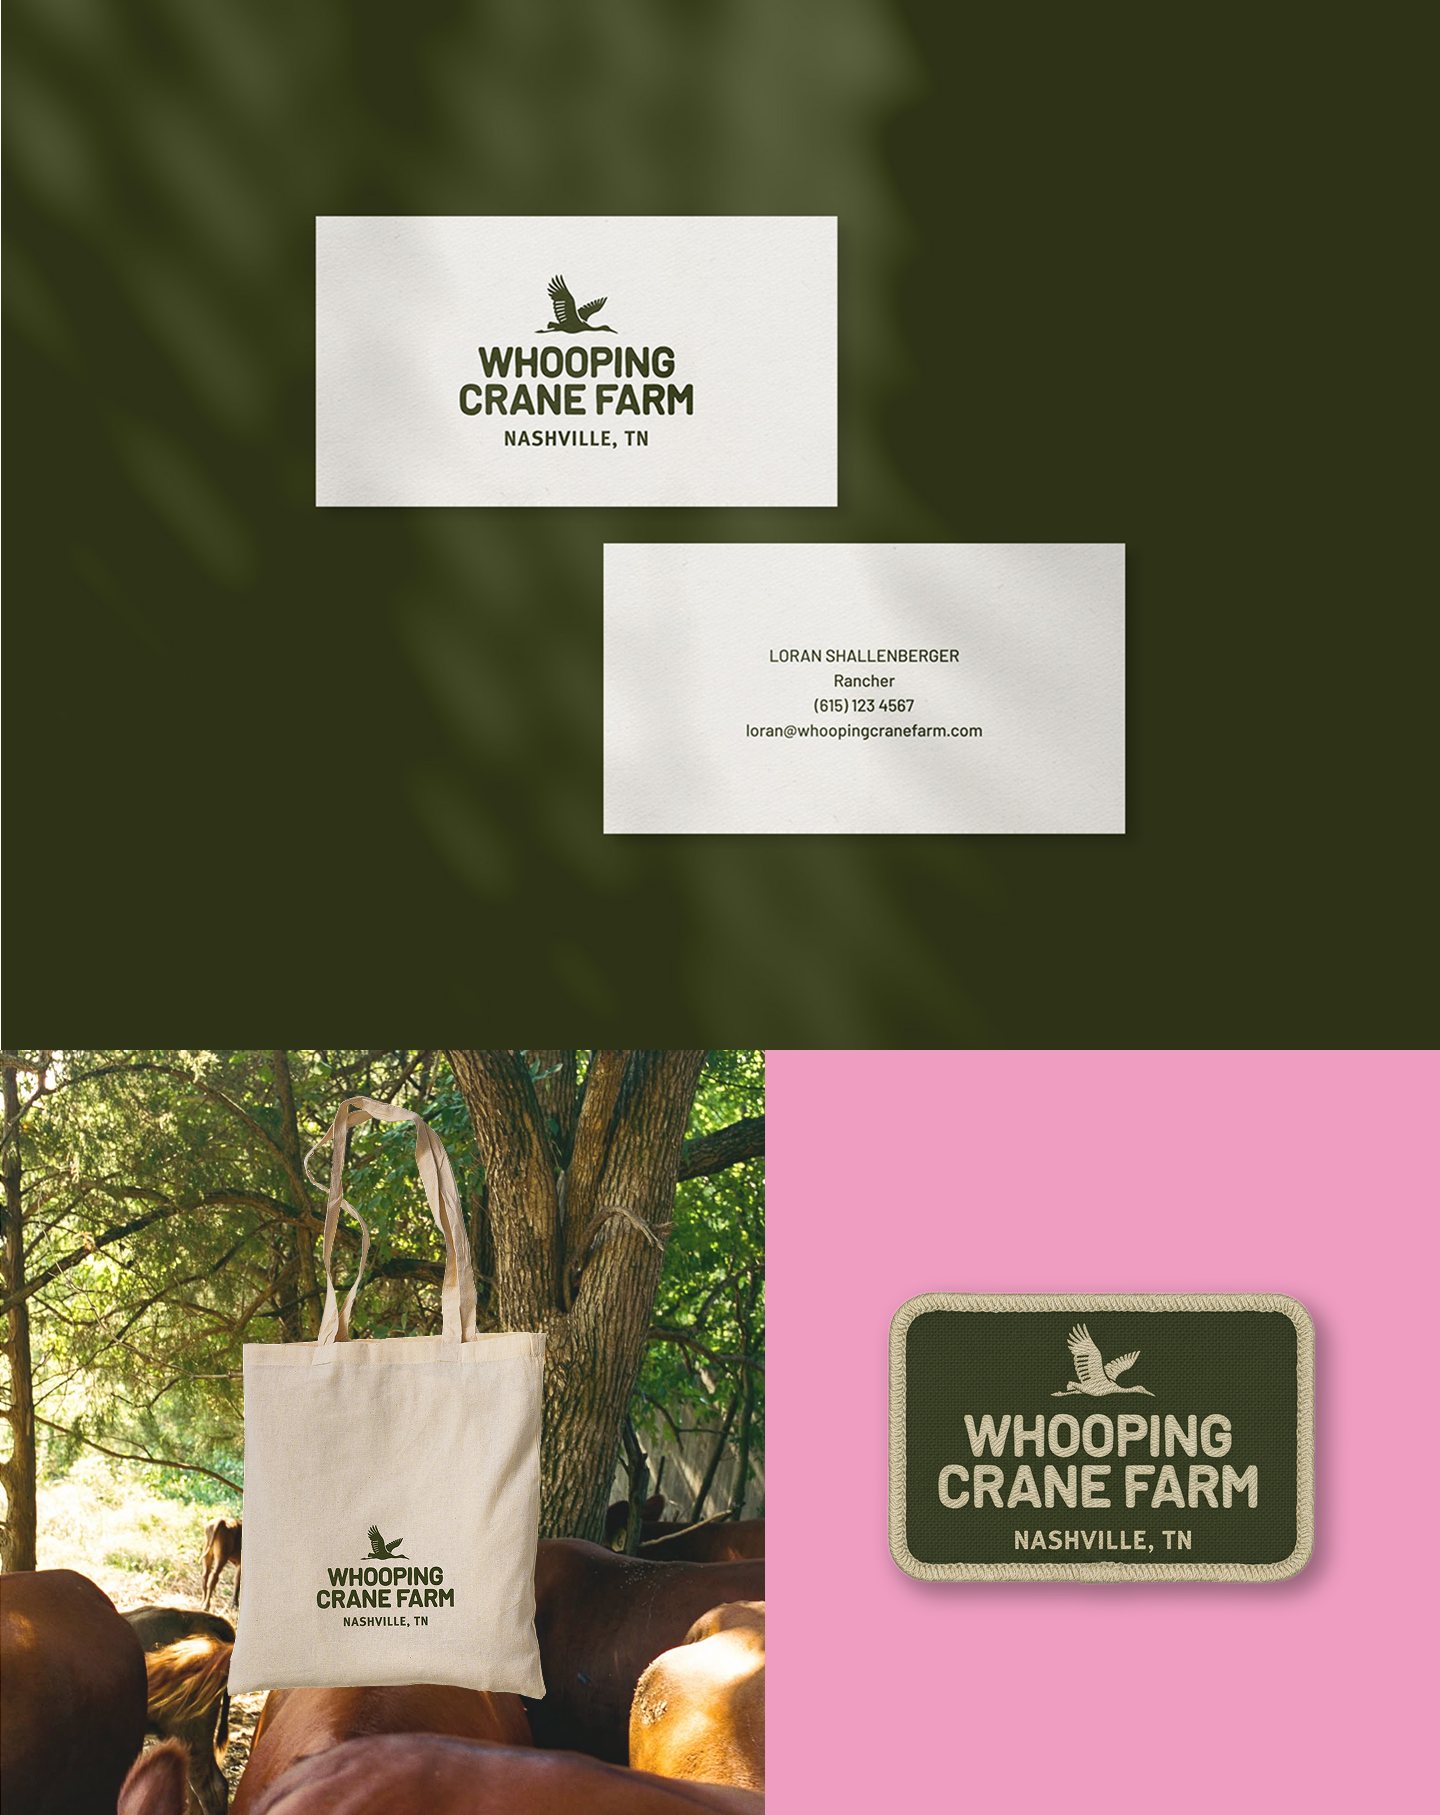 WHOOPING
CRANE FARM
NASHVILLE, TN
LORAN SHALLENBERGER
Rancher
(615) 123 4567
loran@whoopingcranefarm.com
WHOOPING
CRANE FARM
NASHVILLE, TN
WHOOPING
CRANE FARM
NASHVILLE, TN